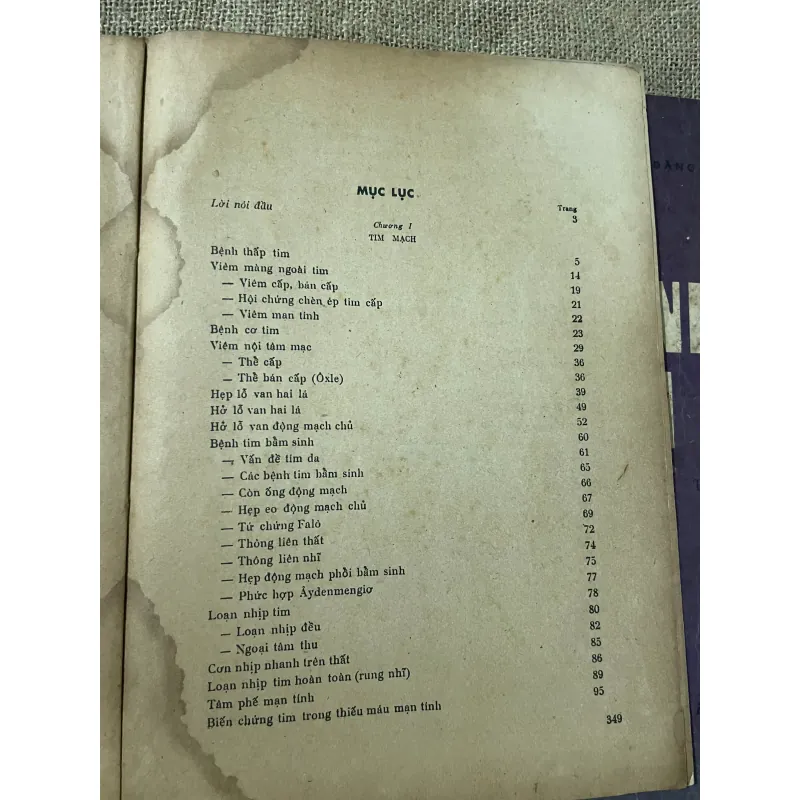 MỤC LỤC
Trang
Lời nói đầu 3
Chương I
TIM MẠCH
Bệnh thấp tim 5
Viêm màng ngoài tim 14
— Viêm cấp, bán cấp 19
— Hội chứng chèn ép tim cấp 21
— Viêm mạn tính 22
Bệnh cơ tim 23
Viêm nội tâm mạc 29
— Thể cấp 36
— Thể bán cấp (Ôxle) 36
Hẹp lỗ van hai lá 39
Hở lỗ van hai lá 49
Hở lỗ van động mạch chủ 52
Bệnh tim bẩm sinh 60
— Vấn đề tim da 61
— Các bệnh tim bẩm sinh 65
— Còn ống động mạch 66
— Hẹp eo động mạch chủ 67
— Tứ chứng Falô 69
— Thông liên thất 72
— Thông liên nhĩ 74
— Hẹp động mạch phổi bẩm sinh 75
— Phức hợp Äydenmengiơ 77
Loạn nhịp tim 78
— Loạn nhịp đều 80
— Ngoại tâm thu 82
Cơn nhịp nhanh trên thất 85
Loạn nhịp tim hoàn toàn (rung nhĩ) 86
Tâm phế mạn tính 89
Biến chứng tim trong thiếu máu mạn tính 95
349